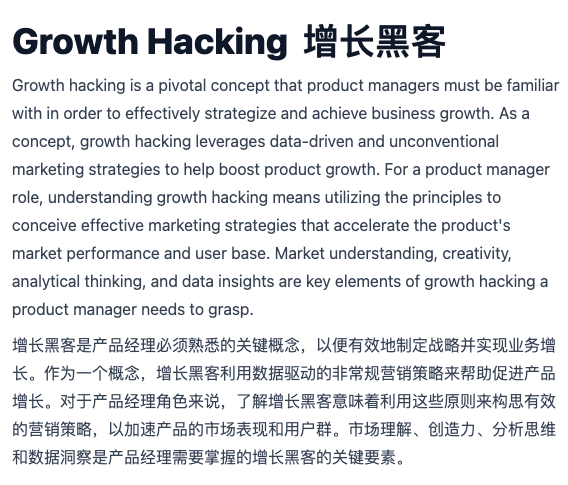 Growth Hacking 增长黑客
Growth hacking is a pivotal concept that product managers must be familiar
with in order to effectively strategize and achieve business growth. As a
concept, growth hacking leverages data-driven and unconventional
marketing strategies to help boost product growth. For a product manager
role, understanding growth hacking means utilizing the principles to
conceive effective marketing strategies that accelerate the product's
market performance and user base. Market understanding, creativity,
analytical thinking, and data insights are key elements of growth hacking a
product manager needs to grasp.
增长黑客是产品经理必须熟悉的关键概念，以便有效地制定战略并实现业务增
长。作为一个概念，增长黑客利用数据驱动的非常规营销策略来帮助促进产品
增长。对于产品经理角色来说，了解增长黑客意味着利用这些原则来构思有效
的营销策略，以加速产品的市场表现和用户群。市场理解、创造力、分析思维
和数据洞察是产品经理需要掌握的增长黑客的关键要素。